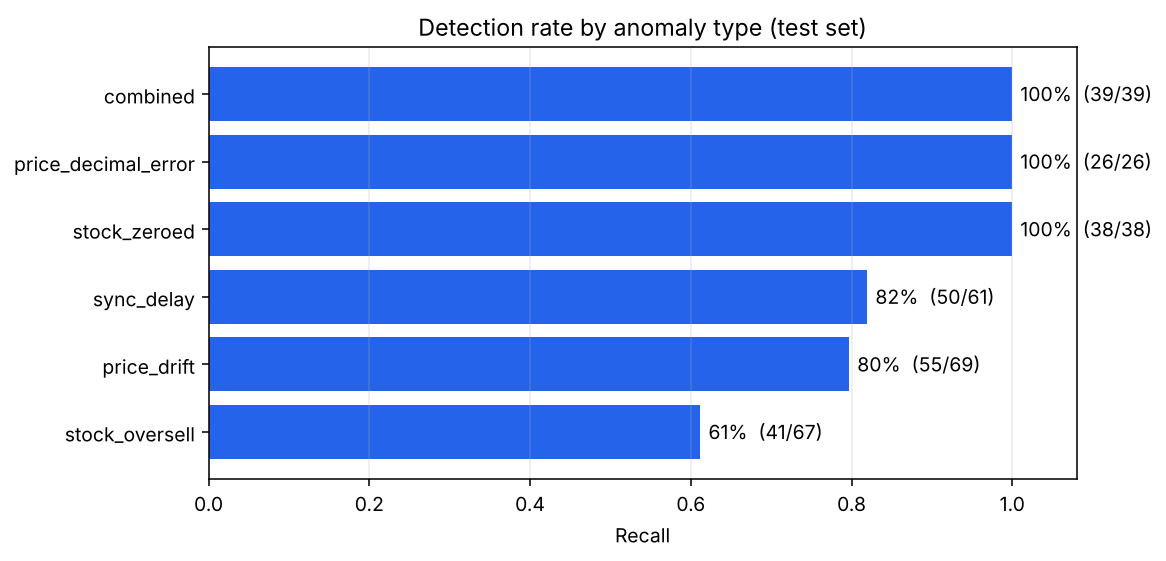 Detection rate by anomaly type (test set)
combined 100% (39/39)
price_decimal_error 100% (26/26)
stock_zeroed 100% (38/38)
sync_delay 82% (50/61)
price_drift 80% (55/69)
stock_oversell 61% (41/67)
0.0 0.2 0.4 0.6 0.8 1.0
Recall